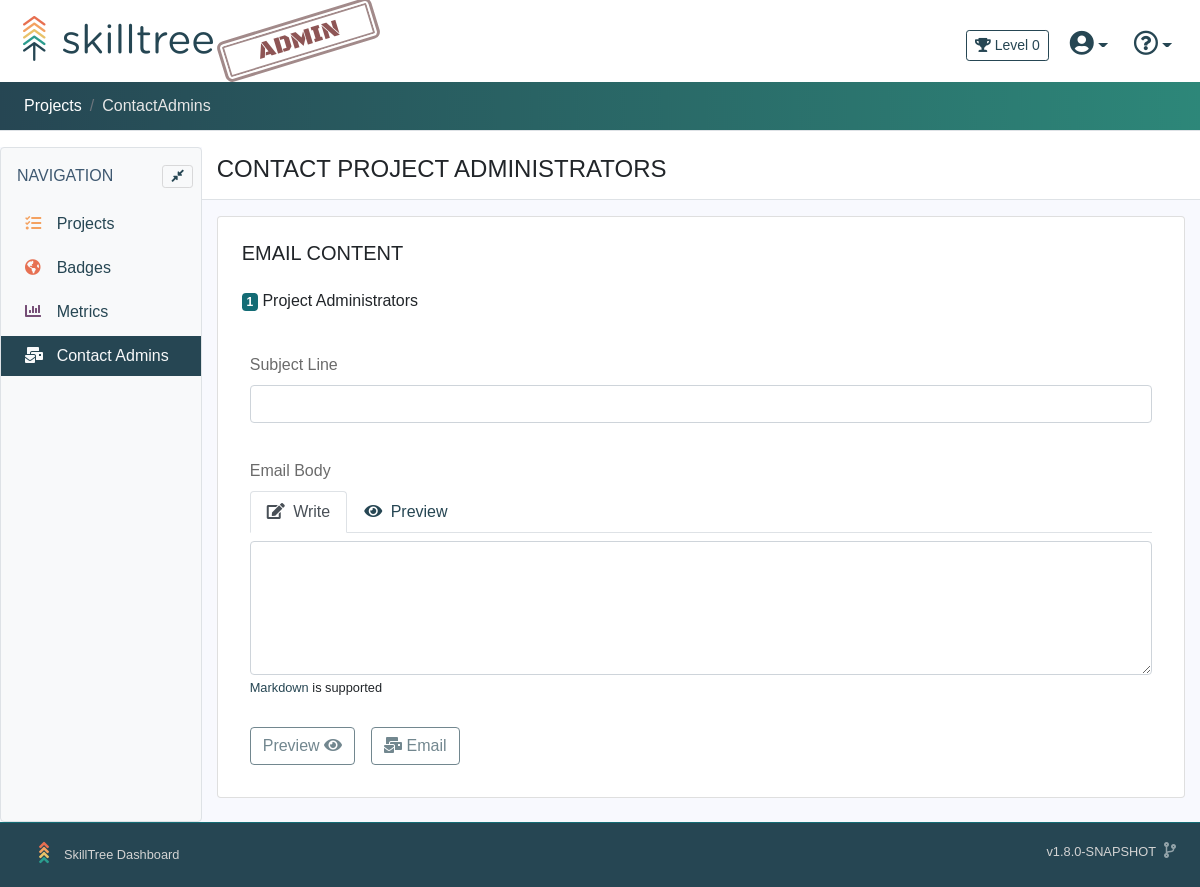 skilltree
ADMIN
Level 0
Projects / ContactAdmins
NAVIGATION
Projects
Badges
Metrics
Contact Admins
CONTACT PROJECT ADMINISTRATORS
EMAIL CONTENT
1 Project Administrators
Subject Line
Email Body
Write
Preview
Markdown is supported
Preview
Email
SkillTree Dashboard
v1.8.0-SNAPSHOT